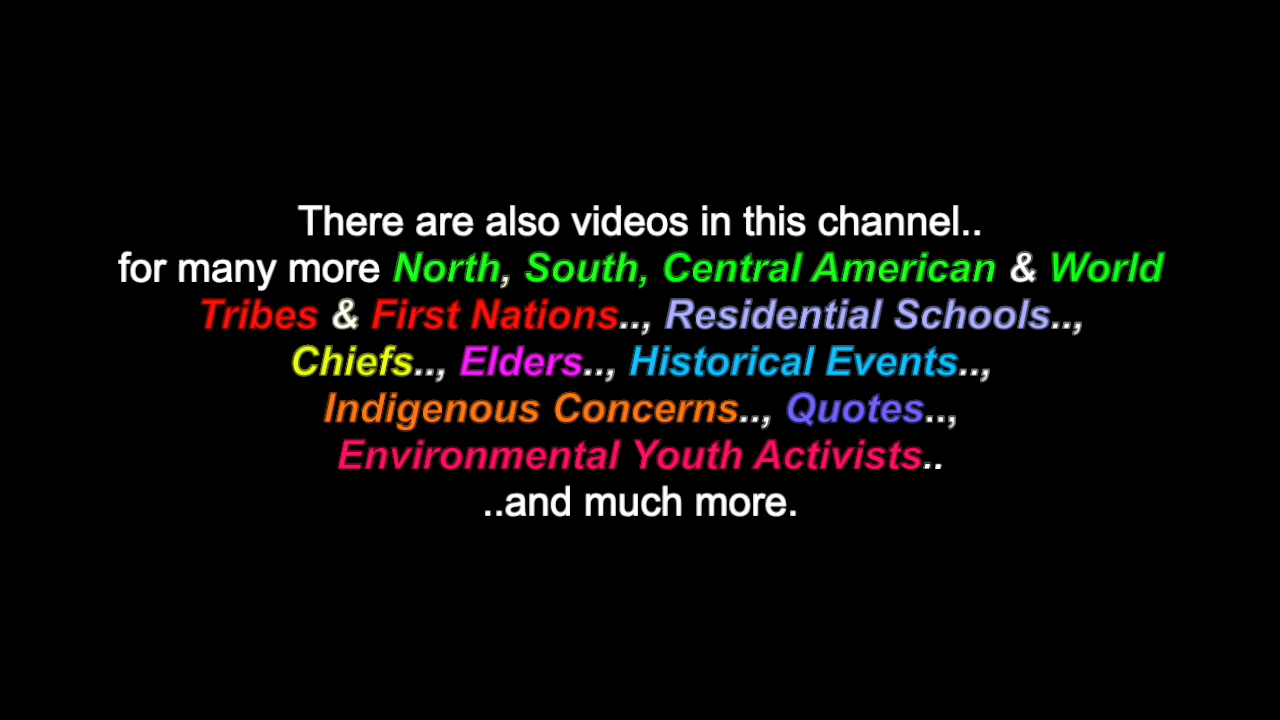 There are also videos in this channel..
for many more North, South, Central American & World
Tribes & First Nations.., Residential Schools..,
Chiefs.., Elders.., Historical Events..,
Indigenous Concerns.., Quotes..,
Environmental Youth Activists..
..and much more.